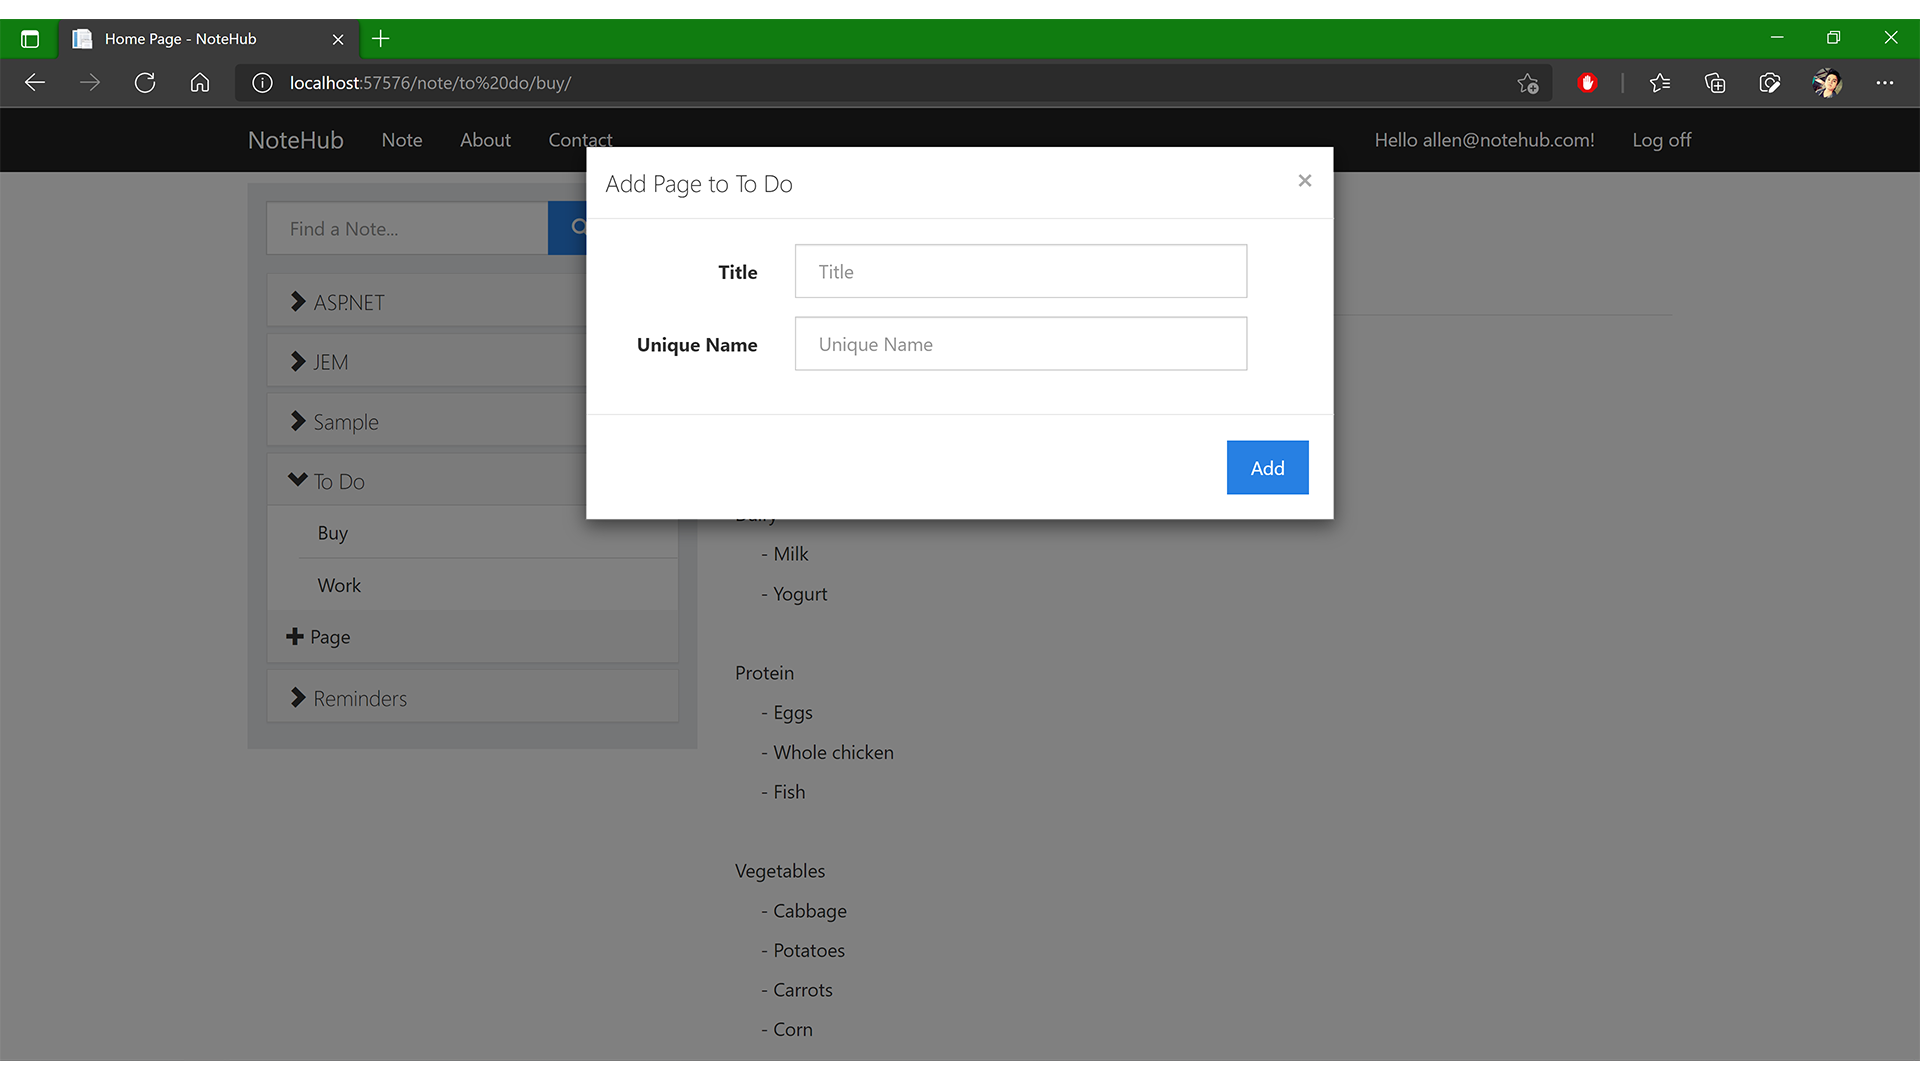 Home Page - NoteHub
localhost:57576/note/to%20do/buy/
NoteHub Note About Contact Hello allen@notehub.com! Log off
Add Page to To Do
Find a Note...
Title Title
ASP.NET
Unique Name Unique Name
JEM
Sample
To Do
Add
Buy
Dairy
- Milk
Work
- Yogurt
Page
Protein
Reminders
- Eggs
- Whole chicken
- Fish
Vegetables
- Cabbage
- Potatoes
- Carrots
- Corn